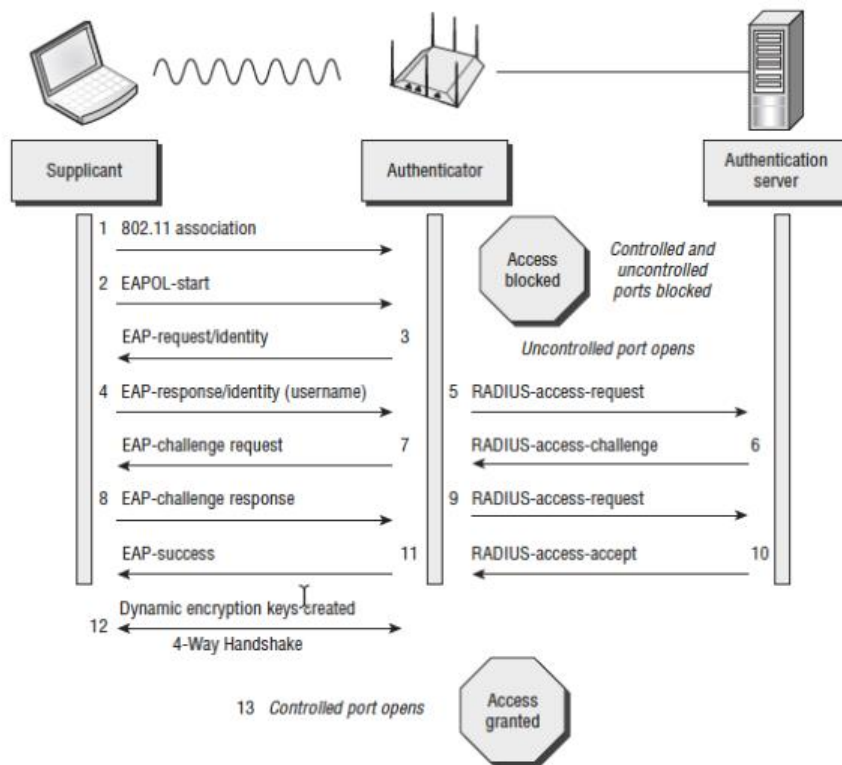 Supplicant
Authenticator
Authentication
server
1 802.11 association
Access
blocked
Controlled and
uncontrolled
ports blocked
2 EAPOL-start
EAP-request/identity 3
Uncontrolled port opens
4 EAP-response/identity (username)
5 RADIUS-access-request
EAP-challenge request 7
RADIUS-access-challenge 6
8 EAP-challenge response
9 RADIUS-access-request
EAP-success 11
RADIUS-access-accept 10
Dynamic encryption keys created
12
4-Way Handshake
13 Controlled port opens
Access
granted